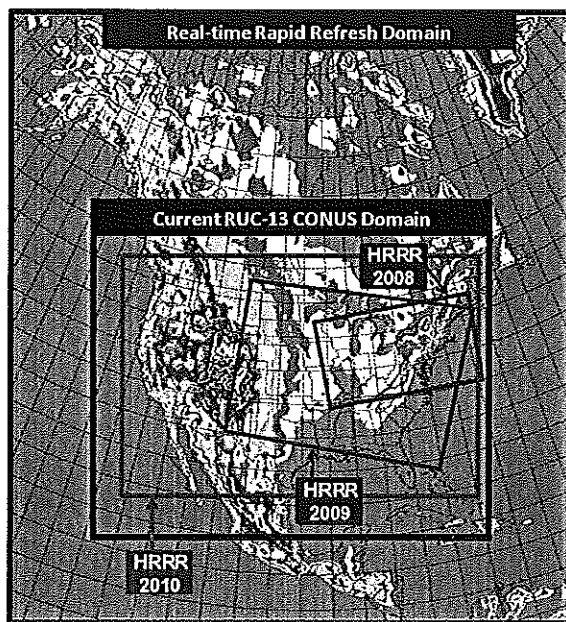 Real-time Rapid Refresh Domain
Current RUC-13 CONUS Domain
HRRR
2008
HRRR
2009
HRRR
2010